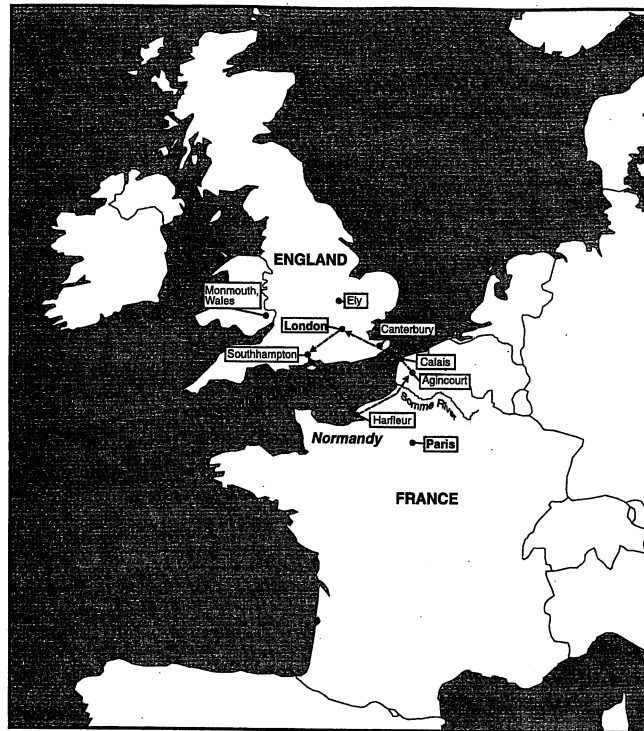 ENGLAND
Monmouth,
Wales
Ely
London
Canterbury
Southhampton
Calais
Agincourt
Somme River
Harfleur
Normandy
Paris
FRANCE